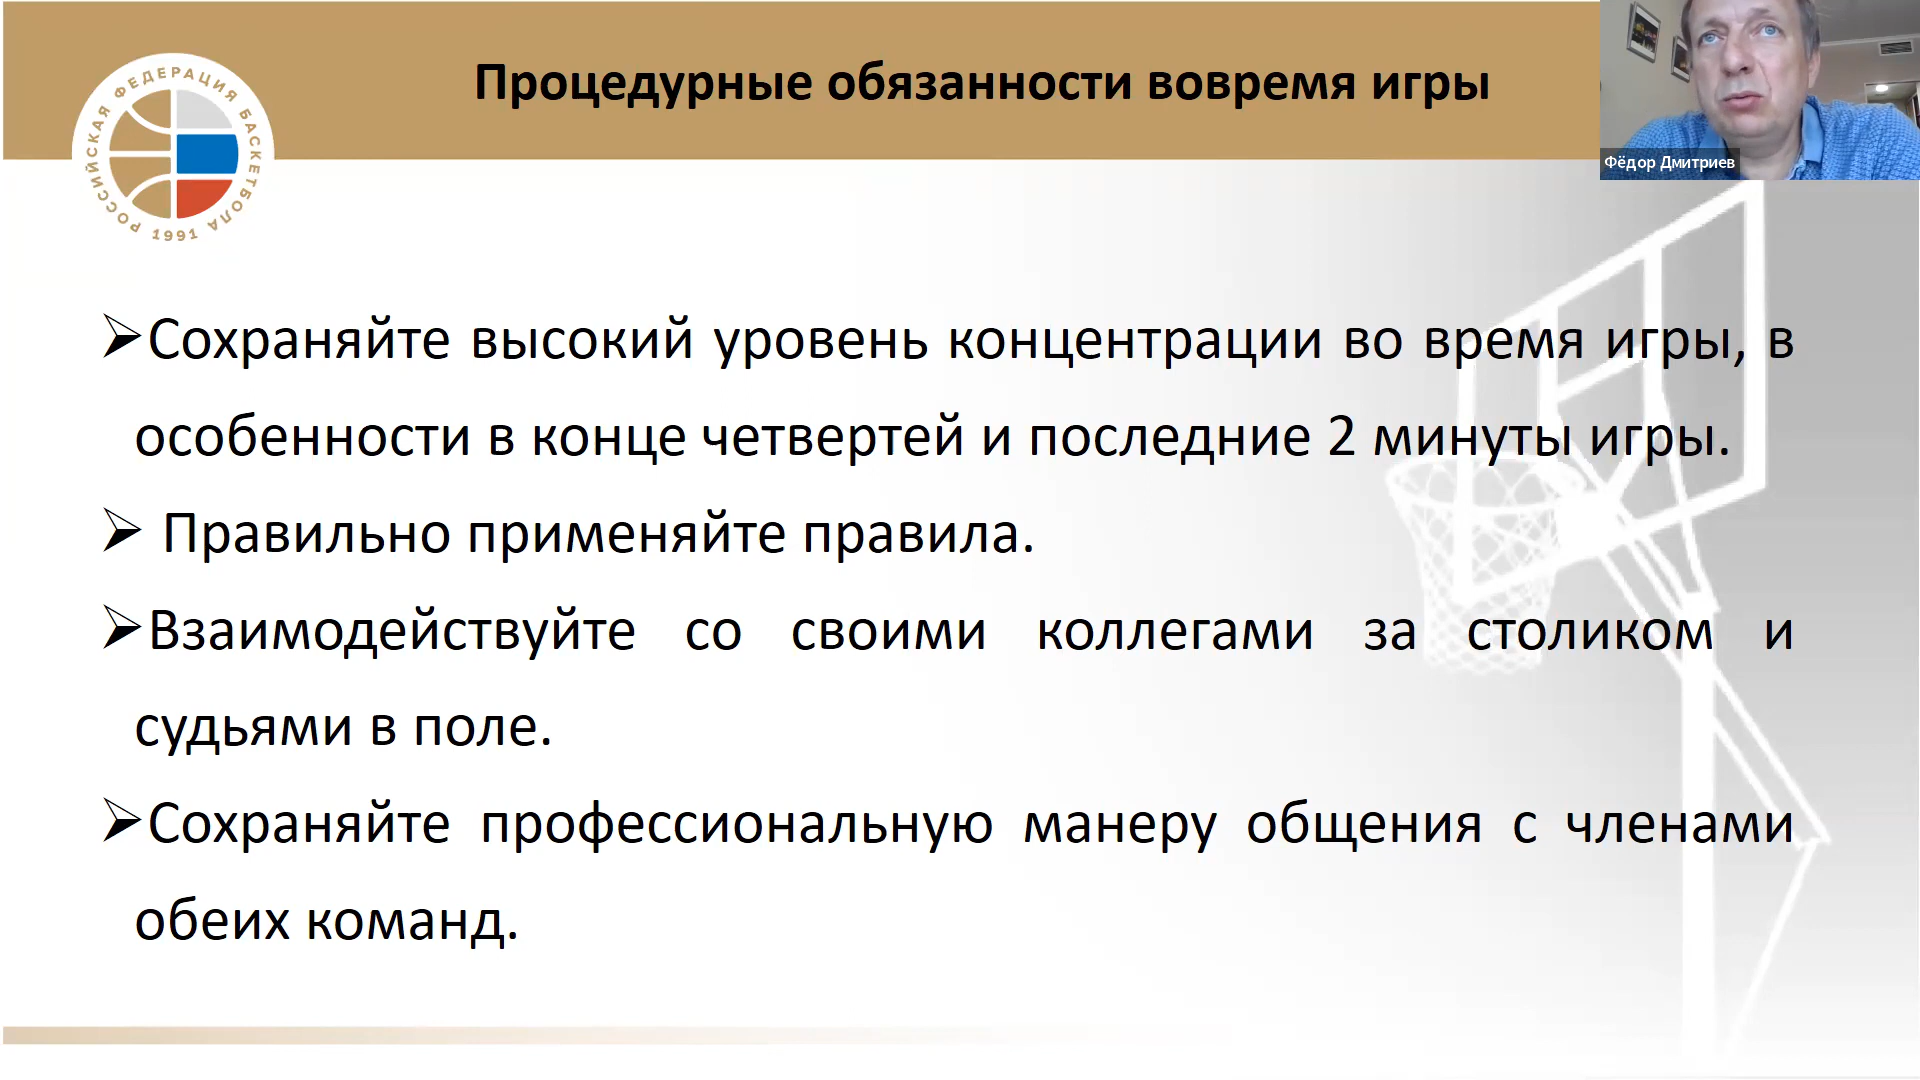 Процедурные обязанности вовремя игры
РОССИЙСКАЯ ФЕДЕРАЦИЯ БАСКЕТБОЛА
1991
Фёдор Дмитриев
➢Сохраняйте высокий уровень концентрации во время игры, в
особенности в конце четвертей и последние 2 минуты игры.
➢ Правильно применяйте правила.
➢Взаимодействуйте со своими коллегами за столиком и
судьями в поле.
➢Сохраняйте профессиональную манеру общения с членами
обеих команд.